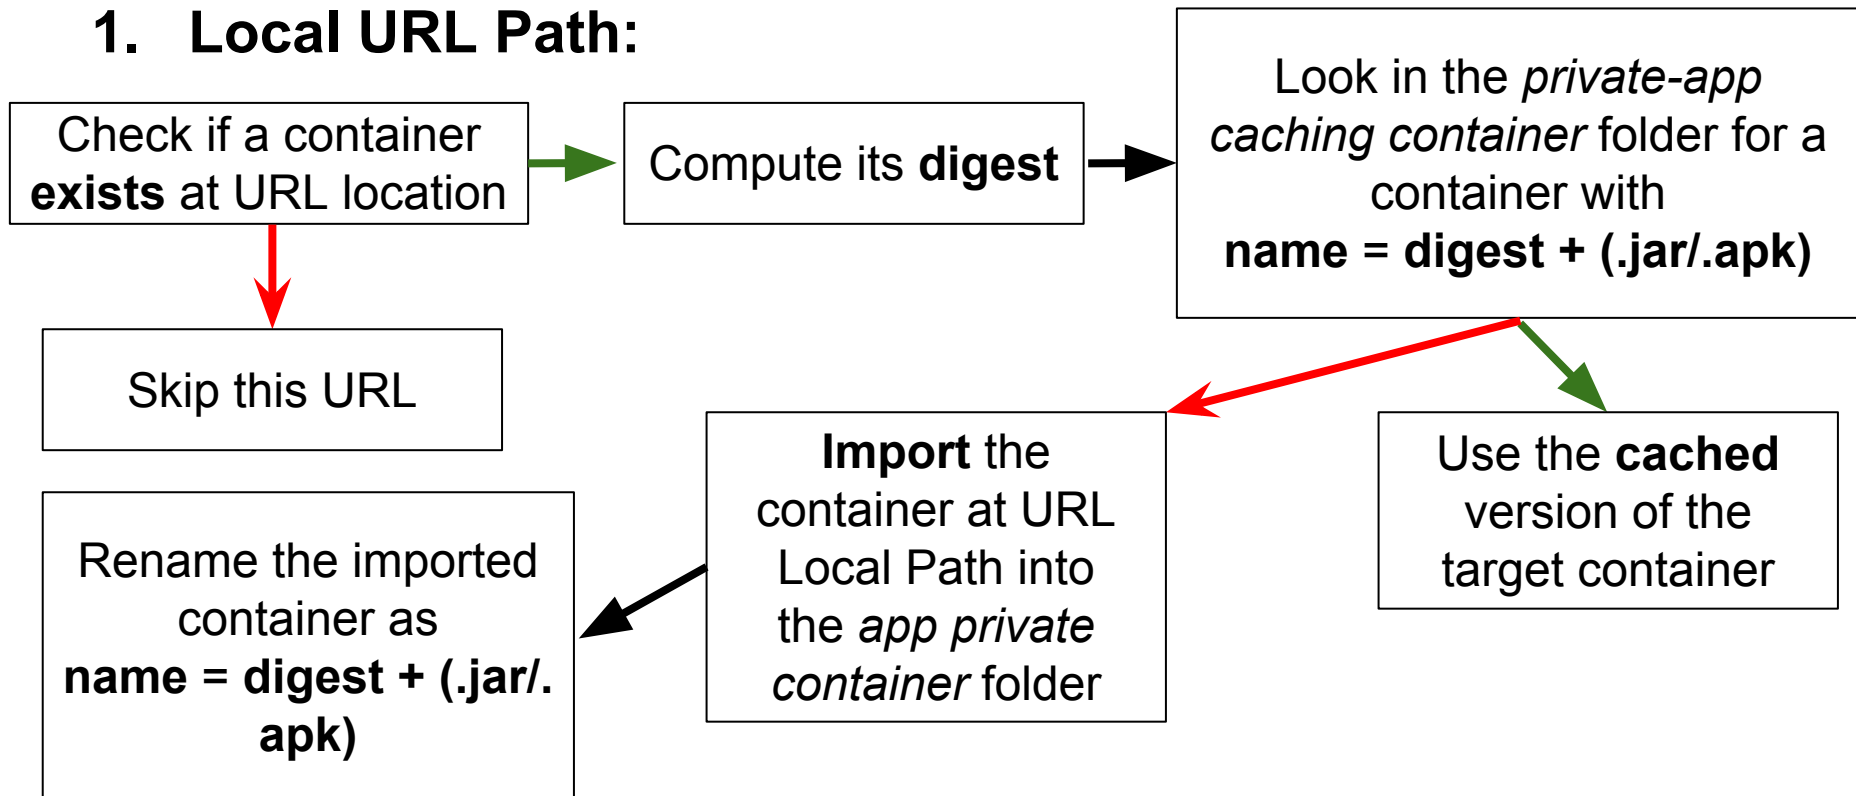 1. Local URL Path:
Check if a container
exists at URL location
Compute its digest
Look in the private-app
caching container folder for a
container with
name = digest + (.jar/.apk)
Skip this URL
Import the
container at URL
Local Path into
the app private
container folder
Use the cached
version of the
target container
Rename the imported
container as
name = digest + (.jar/.
apk)